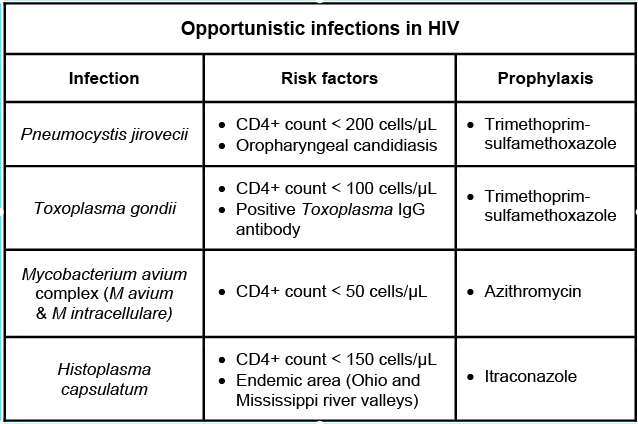 Opportunistic infections in HIV
Infection
Risk factors
Prophylaxis
Pneumocystis jirovecii
• CD4+ count < 200 cells/µL
• Oropharyngeal candidiasis
• Trimethoprim-
sulfamethoxazole
Toxoplasma gondii
• CD4+ count < 100 cells/µL
• Positive Toxoplasma IgG
antibody
• Trimethoprim-
sulfamethoxazole
Mycobacterium avium
complex (M avium
& M intracellulare)
• CD4+ count < 50 cells/µL
• Azithromycin
Histoplasma
capsulatum
• CD4+ count < 150 cells/µL
• Endemic area (Ohio and
Mississippi river valleys)
• Itraconazole